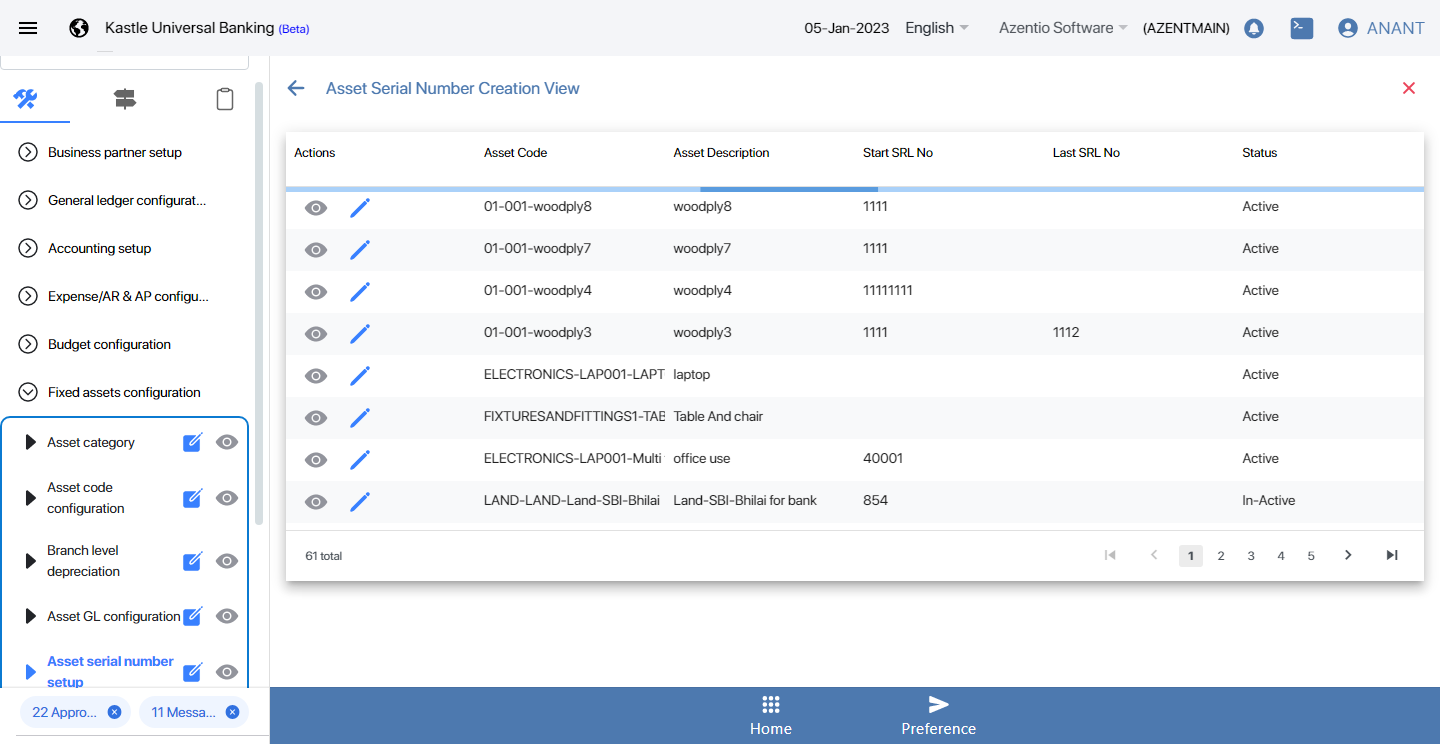 Kastle Universal Banking (Beta)
05-Jan-2023 English Azentio Software (AZENTMAIN) ANANT
Business partner setup
General ledger configurat...
Accounting setup
Expense/AR & AP configu...
Budget configuration
Fixed assets configuration
Asset category
Asset code
configuration
Branch level
depreciation
Asset GL configuration
Asset serial number
setup
22 Appro... 11 Messa...
Asset Serial Number Creation View
Actions Asset Code Asset Description Start SRL No Last SRL No Status
01-001-woodply8 woodply8 1111 Active
01-001-woodply7 woodply7 1111 Active
01-001-woodply4 woodply4 11111111 Active
01-001-woodply3 woodply3 1111 1112 Active
ELECTRONICS-LAP001-LAPT laptop Active
FIXTURESANDFITTINGS1-TAB Table And chair Active
ELECTRONICS-LAP001-Multi office use 40001 Active
LAND-LAND-Land-SBI-Bhilai Land-SBI-Bhilai for bank 854 In-Active
61 total 1 2 3 4 5
Home Preference